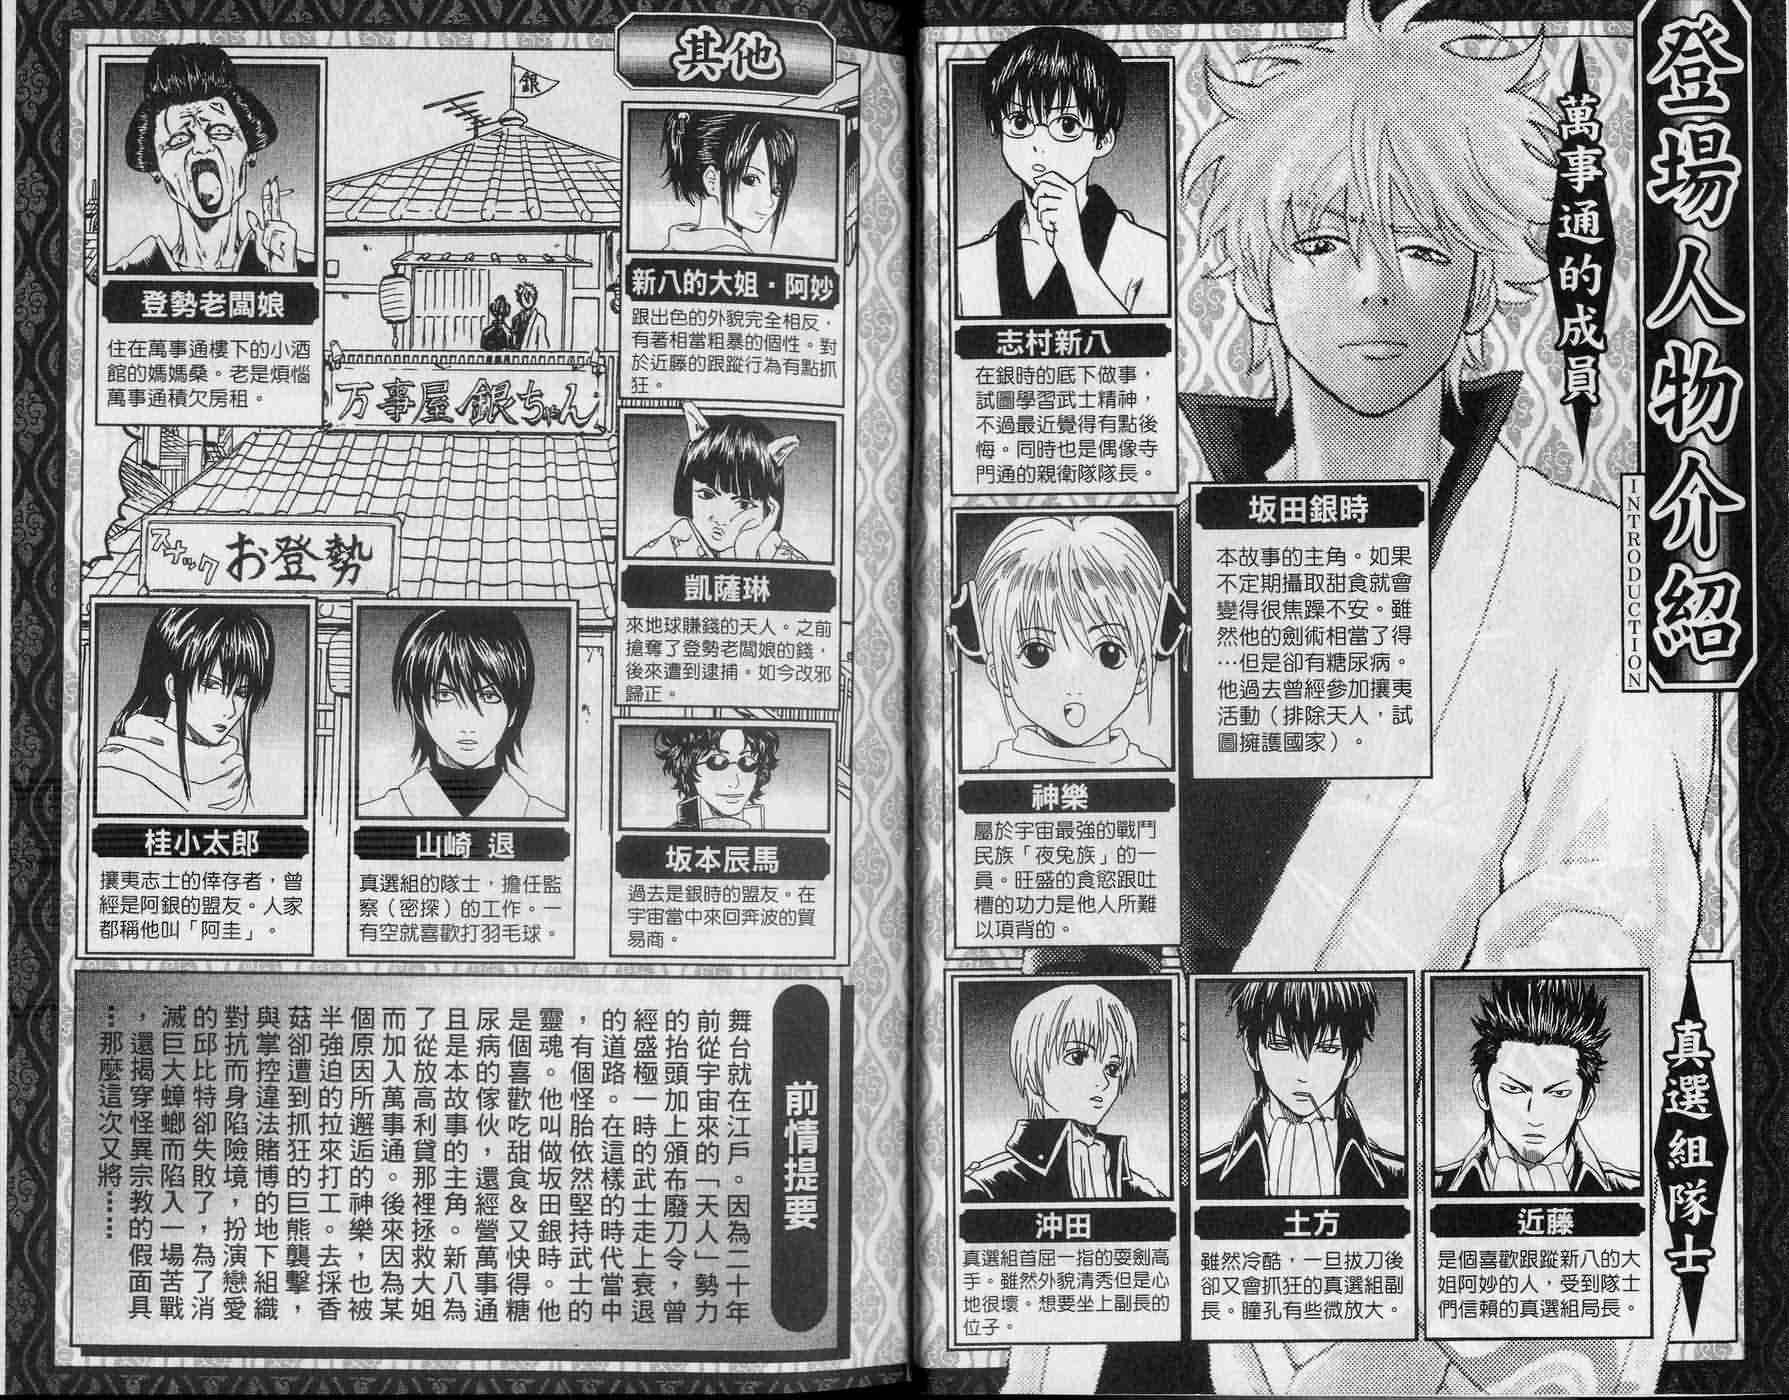 登場人物介紹
INTRODUCTION
萬事通的成員
坂田銀時
本故事的主角。如果
不定期攝取甜食就會
變得很焦躁不安。雖
然他的劍術相當了得
…但是卻有糖尿病。
他過去曾經參加攘夷
活動（排除天人，試
圖擁護國家）。
志村新八
在銀時的底下做事，
試圖學習武士精神，
不過最近覺得有點後
悔。同時也是偶像寺
門通的親衛隊隊長。
神樂
屬於宇宙最強的戰鬥
民族「夜兔族」的一
員。旺盛的食慾跟吐
槽的功力是他人所難
以項背的。
真選組隊士
近藤
是個喜歡跟蹤新八的大
姐阿妙的人，受到隊士
們信賴的真選組局長。
土方
雖然冷酷，一旦拔刀後
卻又會抓狂的真選組副
長。瞳孔有些微放大。
沖田
真選組首屈一指的耍劍高
手。雖然外貌清秀但是心
地很壞。想要坐上副長的
位子。
其他
新八的大姐・阿妙
跟出色的外貌完全相反，
有著相當粗暴的個性。對
於近藤的跟蹤行為有點抓
狂。
登勢老闆娘
住在萬事通樓下的小酒
館的媽媽桑。老是煩惱
萬事通積欠房租。
銀
万事屋銀ちゃん
スナック お登勢
凱薩琳
來地球賺錢的天人。之前
搶奪了登勢老闆娘的錢，
後來遭到逮捕。如今改邪
歸正。
坂本辰馬
過去是銀時的盟友。在
宇宙當中來回奔波的貿
易商。
山崎 退
真選組的隊士，擔任監
察（密探）的工作。一
有空就喜歡打羽毛球。
桂小太郎
攘夷志士的倖存者，曾
經是阿銀的盟友。人家
都稱他叫「阿圭」。
前情提要
舞台就在江戶。因為二十年
前從宇宙來的「天人」勢力
的抬頭加上頒布廢刀令，曾
經盛極一時的武士走上衰退
的道路。在這樣的時代當中
，有個怪胎依然堅持武士的
靈魂。他叫做坂田銀時。他
是個喜歡吃甜食＆又快得糖
尿病的傢伙，還經營萬事通
且是本故事的主角。新八為
了從放高利貸那裡拯救大姐
而加入萬事通。後來因為某
個原因所邂逅的神樂，也被
半強迫的拉來打工。去採香
菇卻遭到抓狂的巨熊襲擊，
與掌控違法賭博的地下組織
對抗而身陷險境，扮演戀愛
的邱比特卻失敗了，為了消
滅巨大蟑螂而陷入一場苦戰
，還揭穿怪異宗教的假面具
…那麼這次又將……